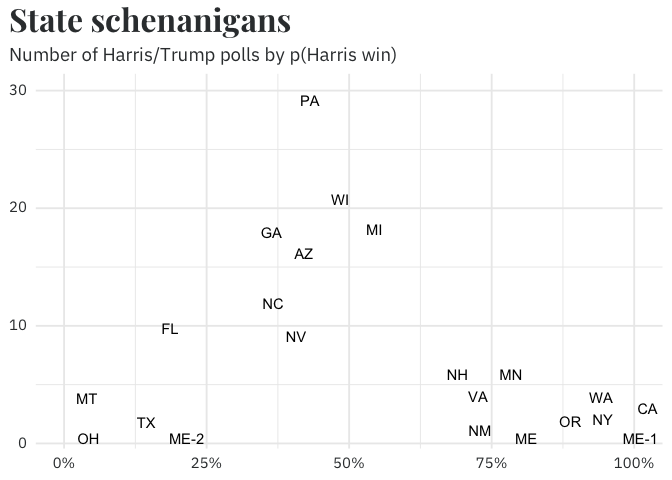 State schenanigans
Number of Harris/Trump polls by p(Harris win)
30
PA
20
WI
GA
MI
AZ
10
NC
FL
NV
NH
MN
MT
VA
WA
CA
TX
OR
NY
NM
0
OH
ME-2
ME
ME-1
0%
25%
50%
75%
100%